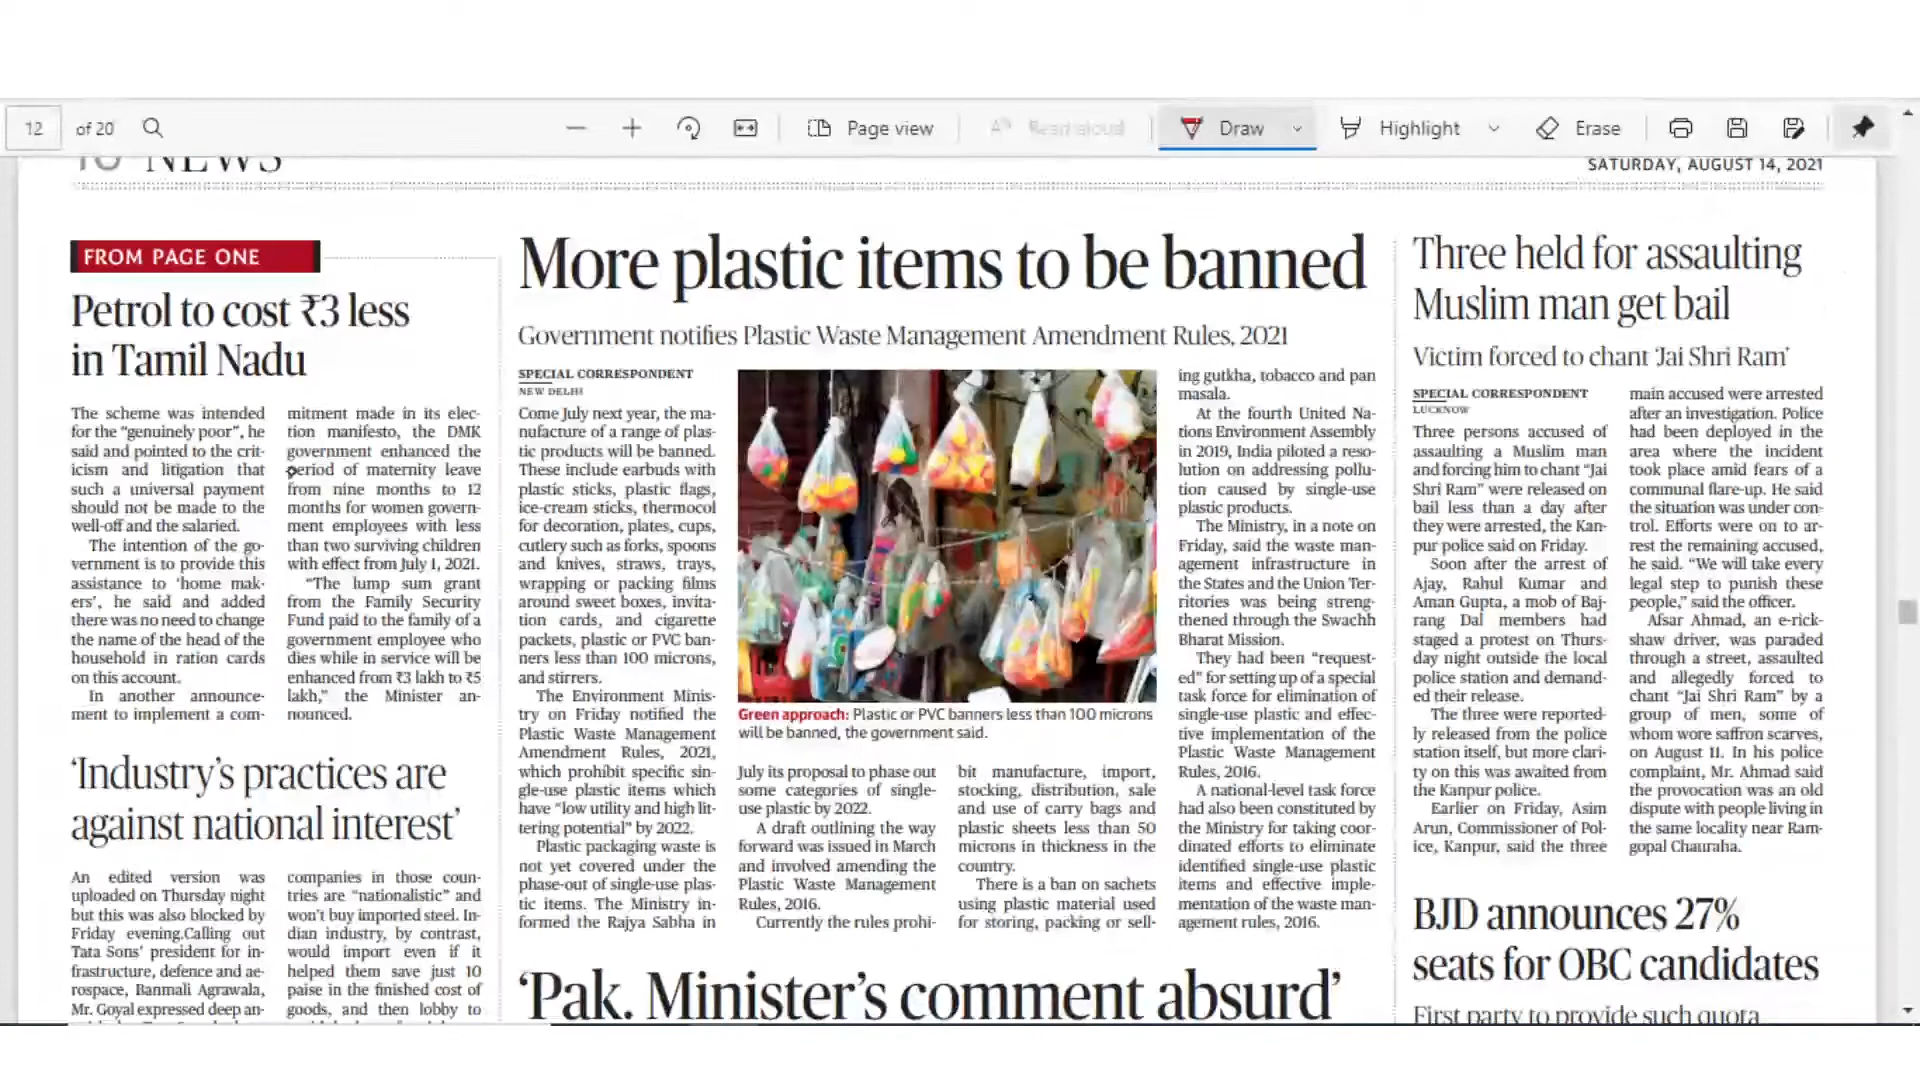 12 of 20 Page view Read aloud Draw Highlight Erase
10 NEWS
SATURDAY, AUGUST 14, 2021
FROM PAGE ONE
Petrol to cost ₹3 less
in Tamil Nadu
The scheme was intended
for the “genuinely poor”, he
said and pointed to the crit-
icism and litigation that
such a universal payment
should not be made to the
well-off and the salaried.
The intention of the go-
vernment is to provide this
assistance to ‘home mak-
ers’, he said and added
there was no need to change
the name of the head of the
household in ration cards
on this account.
In another announce-
ment to implement a com-
mitment made in its elec-
tion manifesto, the DMK
government enhanced the
period of maternity leave
from nine months to 12
months for women govern-
ment employees with less
than two surviving children
with effect from July 1, 2021.
“The lump sum grant
from the Family Security
Fund paid to the family of a
government employee who
dies while in service will be
enhanced from ₹3 lakh to ₹5
lakh,” the Minister an-
nounced.
‘Industry’s practices are
against national interest’
An edited version was
uploaded on Thursday night
but this was also blocked by
Friday evening.Calling out
Tata Sons’ president for in-
frastructure, defence and ae-
rospace, Banmali Agrawala,
Mr. Goyal expressed deep an-
companies in those coun-
tries are “nationalistic” and
won’t buy imported steel. In-
dian industry, by contrast,
would import even if it
helped them save just 10
paise in the finished cost of
goods, and then lobby to
More plastic items to be banned
Government notifies Plastic Waste Management Amendment Rules, 2021
SPECIAL CORRESPONDENT
NEW DELHI
Come July next year, the ma-
nufacture of a range of plas-
tic products will be banned.
These include earbuds with
plastic sticks, plastic flags,
ice-cream sticks, thermocol
for decoration, plates, cups,
cutlery such as forks, spoons
and knives, straws, trays,
wrapping or packing films
around sweet boxes, invita-
tion cards, and cigarette
packets, plastic or PVC ban-
ners less than 100 microns,
and stirrers.
The Environment Minis-
try on Friday notified the
Plastic Waste Management
Amendment Rules, 2021,
which prohibit specific sin-
gle-use plastic items which
have “low utility and high lit-
tering potential” by 2022.
Plastic packaging waste is
not yet covered under the
phase-out of single-use plas-
tic items. The Ministry in-
formed the Rajya Sabha in
Green approach: Plastic or PVC banners less than 100 microns
will be banned, the government said.
July its proposal to phase out
some categories of single-
use plastic by 2022.
A draft outlining the way
forward was issued in March
and involved amending the
Plastic Waste Management
Rules, 2016.
Currently the rules prohi-
bit manufacture, import,
stocking, distribution, sale
and use of carry bags and
plastic sheets less than 50
microns in thickness in the
country.
There is a ban on sachets
using plastic material used
for storing, packing or sell-
ing gutkha, tobacco and pan
masala.
At the fourth United Na-
tions Environment Assembly
in 2019, India piloted a reso-
lution on addressing pollu-
tion caused by single-use
plastic products.
The Ministry, in a note on
Friday, said the waste man-
agement infrastructure in
the States and the Union Ter-
ritories was being streng-
thened through the Swachh
Bharat Mission.
They had been “request-
ed” for setting up of a special
task force for elimination of
single-use plastic and effec-
tive implementation of the
Plastic Waste Management
Rules, 2016.
A national-level task force
had also been constituted by
the Ministry for taking coor-
dinated efforts to eliminate
identified single-use plastic
items and effective imple-
mentation of the waste man-
agement rules, 2016.
‘Pak. Minister’s comment absurd’
Three held for assaulting
Muslim man get bail
Victim forced to chant ‘Jai Shri Ram’
SPECIAL CORRESPONDENT
LUCKNOW
Three persons accused of
assaulting a Muslim man
and forcing him to chant “Jai
Shri Ram” were released on
bail less than a day after
they were arrested, the Kan-
pur police said on Friday.
Soon after the arrest of
Ajay, Rahul Kumar and
Aman Gupta, a mob of Baj-
rang Dal members had
staged a protest on Thurs-
day night outside the local
police station and demand-
ed their release.
The three were reported-
ly released from the police
station itself, but more clari-
ty on this was awaited from
the Kanpur police.
Earlier on Friday, Asim
Arun, Commissioner of Pol-
ice, Kanpur, said the three
main accused were arrested
after an investigation. Police
had been deployed in the
area where the incident
took place amid fears of a
communal flare-up. He said
the situation was under con-
trol. Efforts were on to ar-
rest the remaining accused,
he said. “We will take every
legal step to punish these
people,” said the officer.
Afsar Ahmad, an e-rick-
shaw driver, was paraded
through a street, assaulted
and allegedly forced to
chant “Jai Shri Ram” by a
group of men, some of
whom wore saffron scarves,
on August 11. In his police
complaint, Mr. Ahmad said
the provocation was an old
dispute with people living in
the same locality near Ram-
gopal Chauraha.
BJD announces 27%
seats for OBC candidates
First party to provide such quota